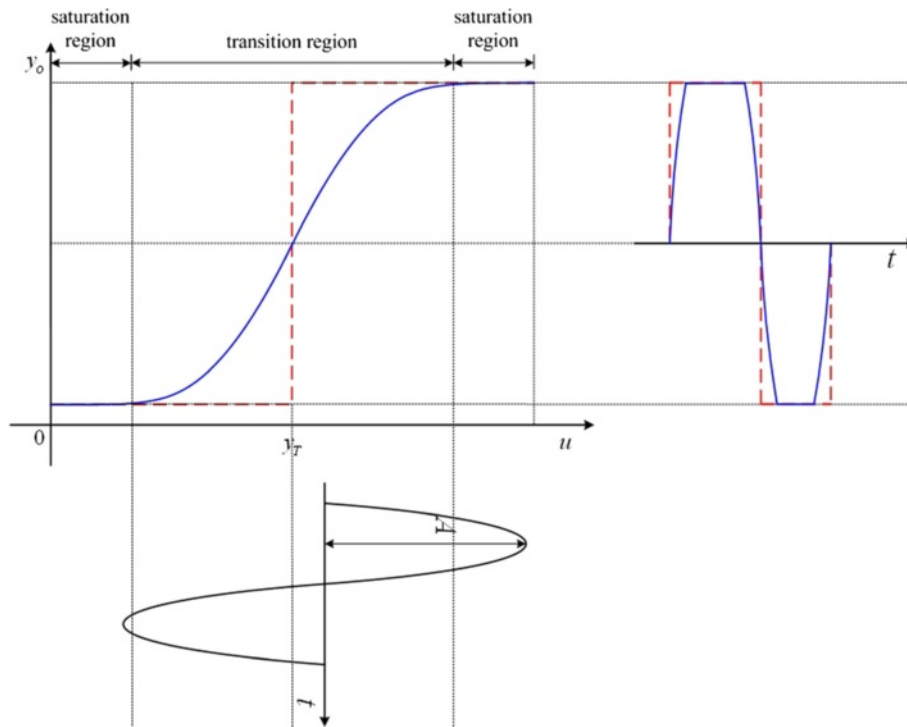 saturation region
transition region
saturation region
y_o
t
0
y_T
u
A
t